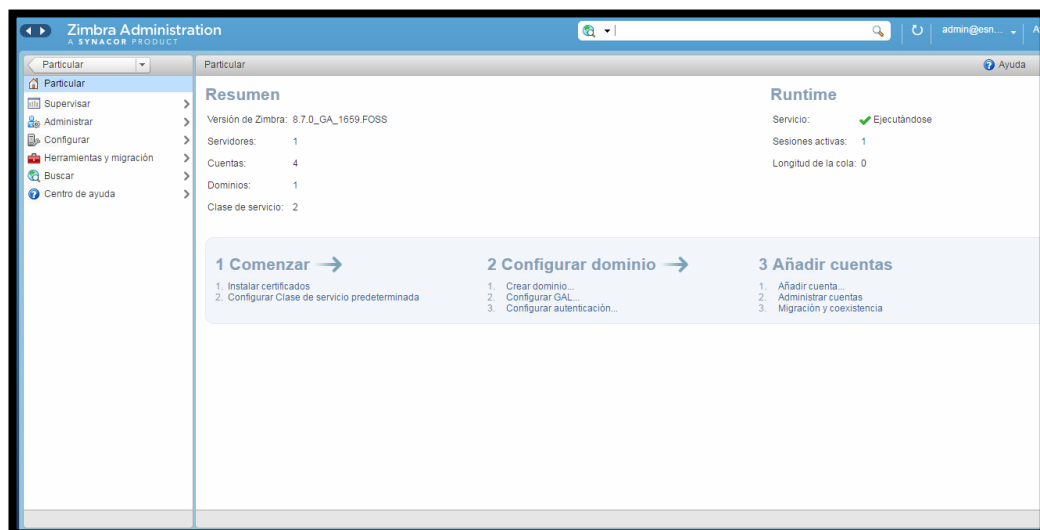 Zimbra Administration
A SYNACOR PRODUCT
admin@esn...
A
Particular
Particular
Ayuda
Particular
Supervisar
Administrar
Configurar
Herramientas y migración
Buscar
Centro de ayuda
Resumen
Versión de Zimbra: 8.7.0_GA_1659.FOSS
Servidores: 1
Cuentas: 4
Dominios: 1
Clase de servicio: 2
Runtime
Servicio: Ejecutándose
Sesiones activas: 1
Longitud de la cola: 0
1 Comenzar
1. Instalar certificados
2. Configurar Clase de servicio predeterminada
2 Configurar dominio
1. Crear dominio...
2. Configurar GAL...
3. Configurar autenticación...
3 Añadir cuentas
1. Añadir cuenta...
2. Administrar cuentas
3. Migración y coexistencia